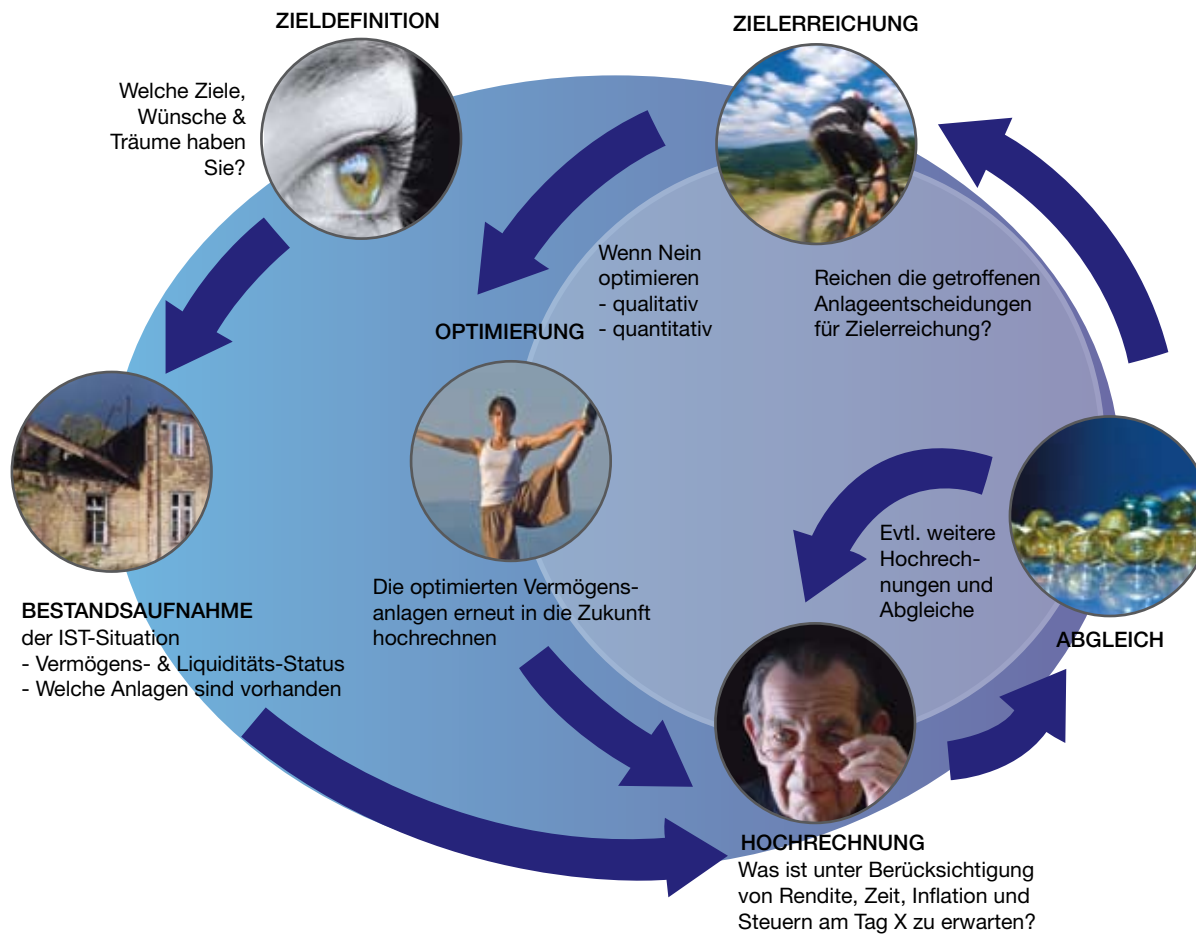 ZIELDEFINITION
Welche Ziele,
Wünsche &
Träume haben
Sie?
ZIELERREICHUNG
Reichen die getroffenen
Anlageentscheidungen
für Zielerreichung?
Wenn Nein
optimieren
- qualitativ
- quantitativ
OPTIMIERUNG
Die optimierten Vermögens-
anlagen erneut in die Zukunft
hochrechnen
BESTANDSAUFNAHME
der IST-Situation
- Vermögens- & Liquiditäts-Status
- Welche Anlagen sind vorhanden
Evtl. weitere
Hochrech-
nungen und
Abgleiche
ABGLEICH
HOCHRECHNUNG
Was ist unter Berücksichtigung
von Rendite, Zeit, Inflation und
Steuern am Tag X zu erwarten?